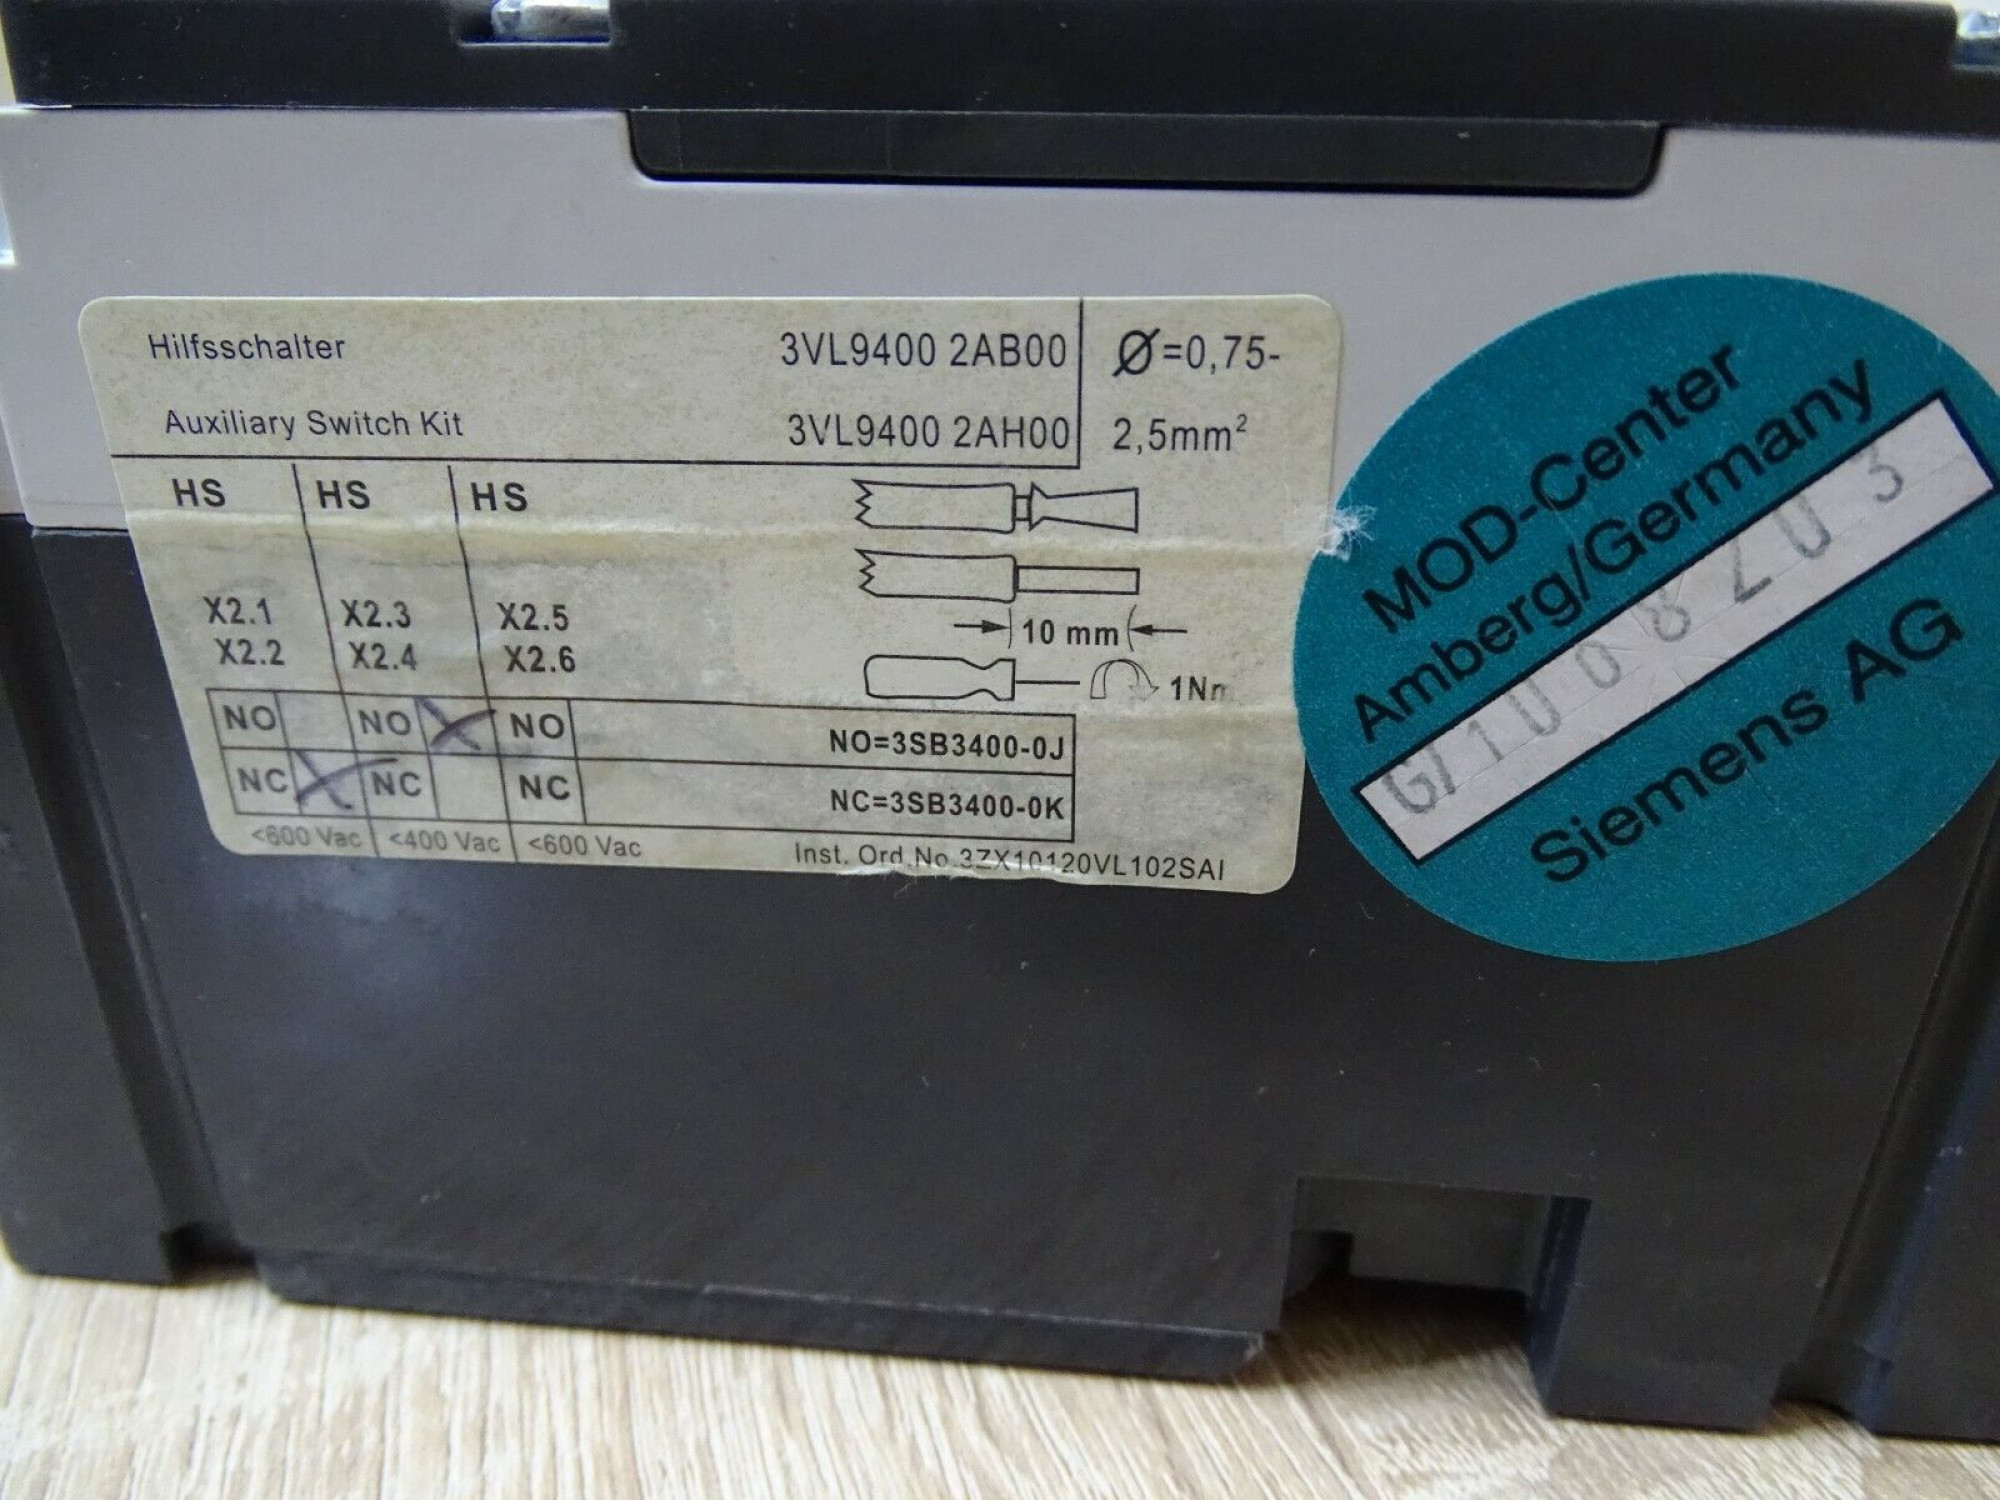 Hilfsschalter 3VL9400 2AB00 Ø=0,75-
Auxiliary Switch Kit 3VL9400 2AH00 2,5mm²
HS HS HS
X2.1 X2.3 X2.5
X2.2 X2.4 X2.6
10 mm
NO NO NO NO=3SB3400-0J
NC NC NC NC=3SB3400-0K
<600 Vac <400 Vac <600 Vac
Inst. Ord.No.3ZX10120VL102SAI
MOD-Center
Amberg/Germany
Siemens AG